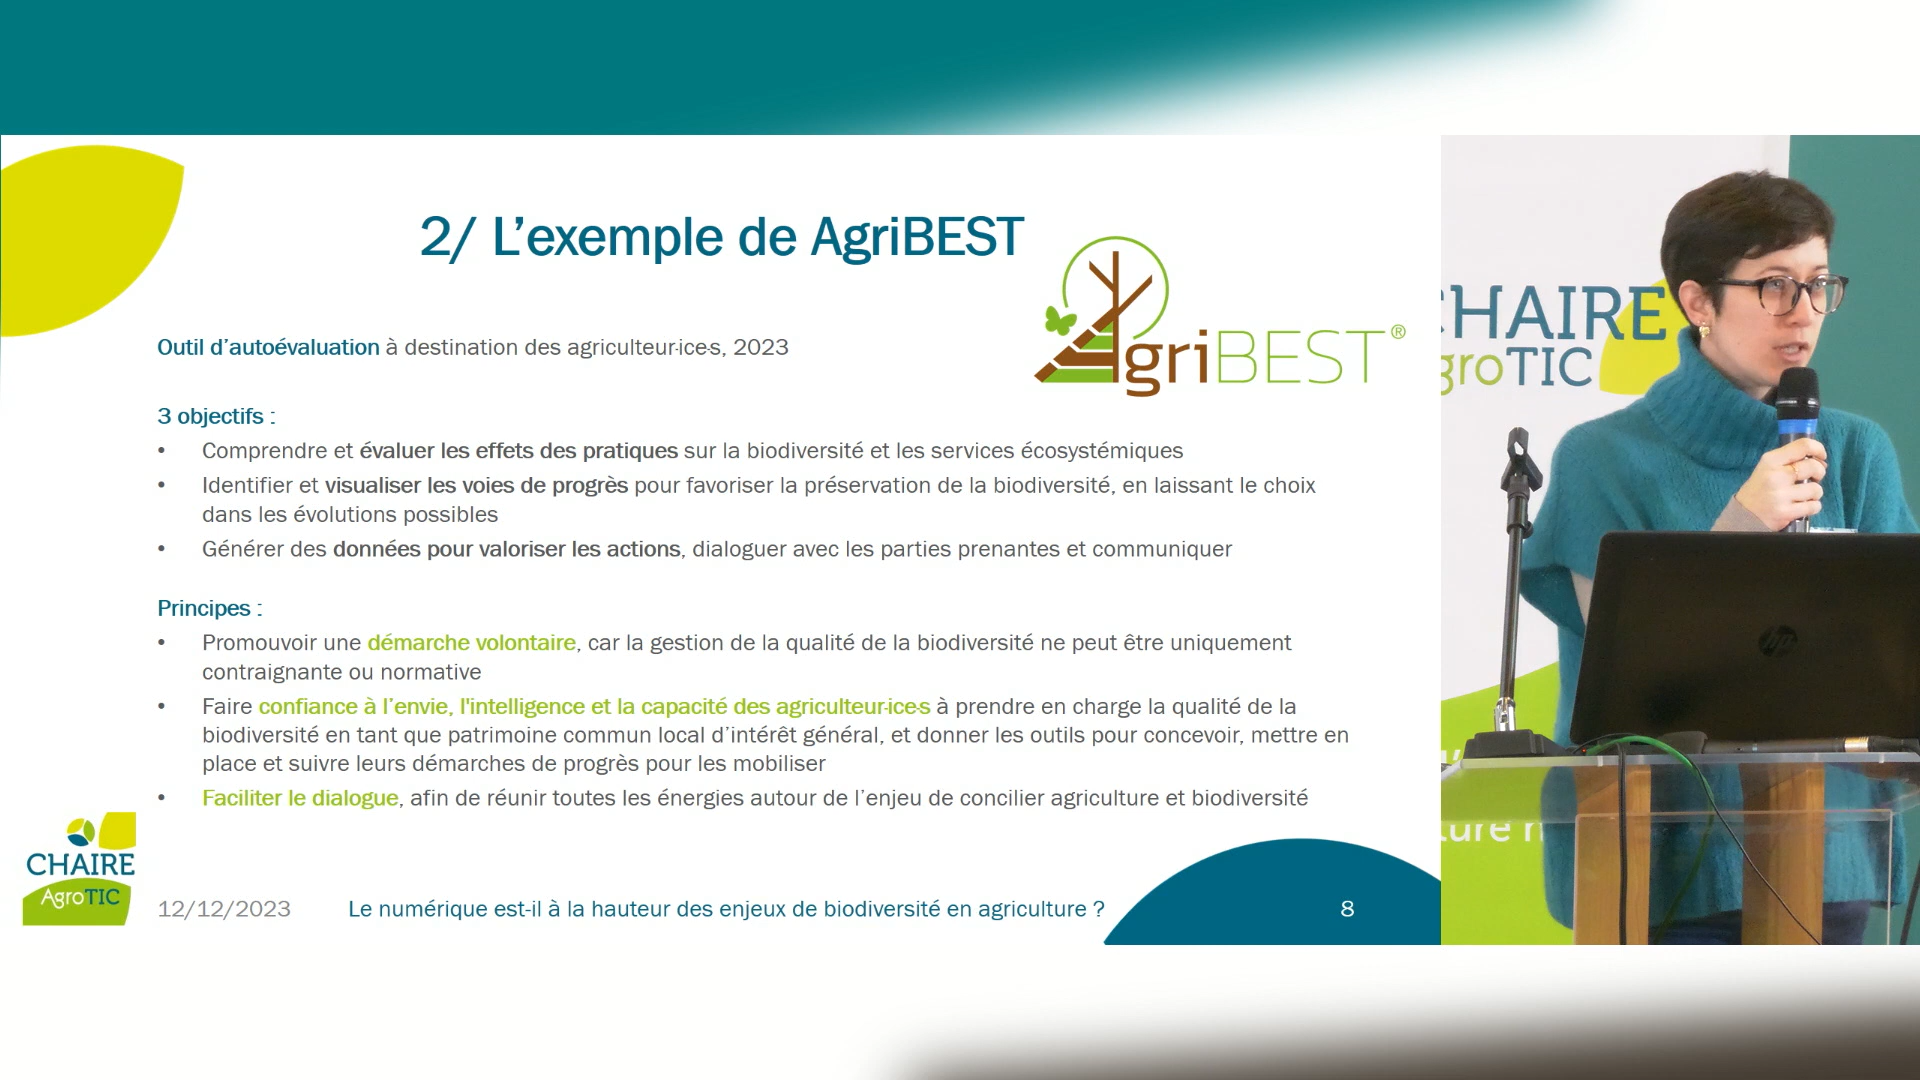 2/ L’exemple de AgriBEST
AgriBEST®
Outil d’autoévaluation à destination des agriculteur·ice·s, 2023
3 objectifs :
• Comprendre et évaluer les effets des pratiques sur la biodiversité et les services écosystémiques
• Identifier et visualiser les voies de progrès pour favoriser la préservation de la biodiversité, en laissant le choix
dans les évolutions possibles
• Générer des données pour valoriser les actions, dialoguer avec les parties prenantes et communiquer
Principes :
• Promouvoir une démarche volontaire, car la gestion de la qualité de la biodiversité ne peut être uniquement
contraignante ou normative
• Faire confiance à l’envie, l'intelligence et la capacité des agriculteur·ice·s à prendre en charge la qualité de la
biodiversité en tant que patrimoine commun local d’intérêt général, et donner les outils pour concevoir, mettre en
place et suivre leurs démarches de progrès pour les mobiliser
• Faciliter le dialogue, afin de réunir toutes les énergies autour de l’enjeu de concilier agriculture et biodiversité
CHAIRE
AgroTIC
12/12/2023 Le numérique est-il à la hauteur des enjeux de biodiversité en agriculture ? 8
CHAIRE
groTIC
hp
ture n